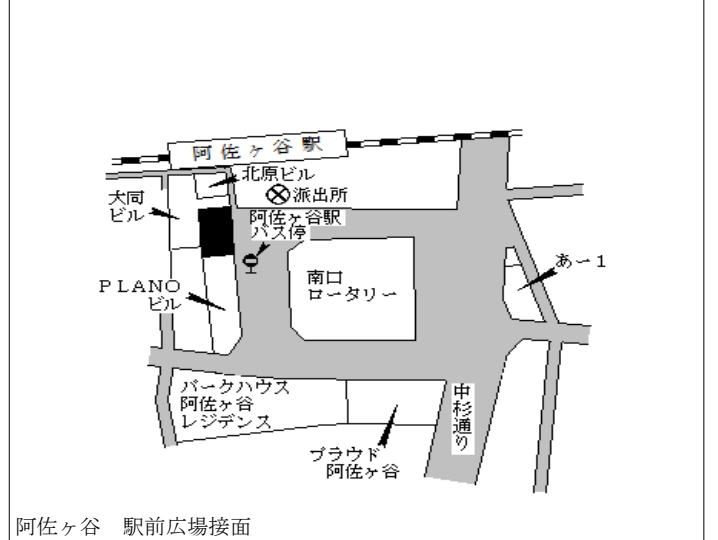 阿佐ヶ谷駅
北原ビル
大同
ビル
派出所
阿佐ヶ谷駅
バス停
あー1
南口
ロータリー
PLANO
ビル
パークハウス
阿佐ヶ谷
レジデンス
中杉通り
プラウド
阿佐ヶ谷
阿佐ヶ谷　駅前広場接面